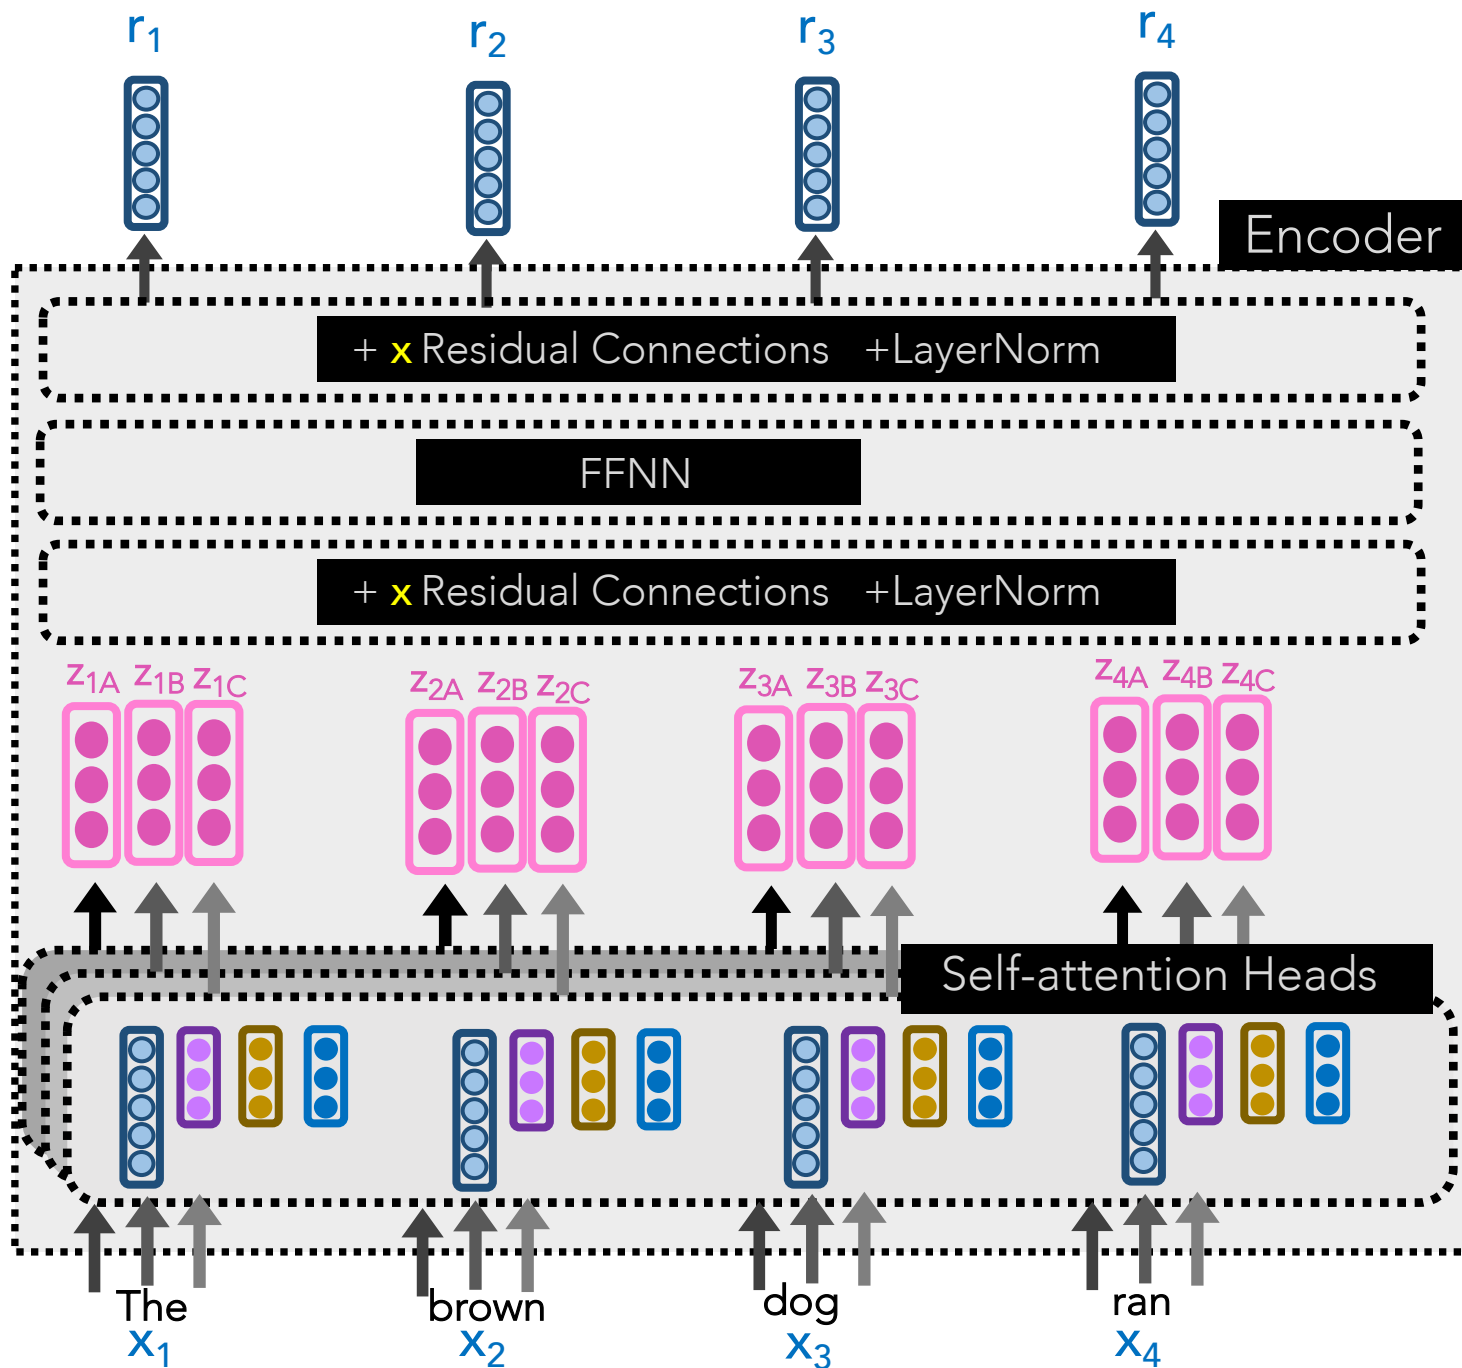 r1 r2 r3 r4
Encoder
+ x Residual Connections +LayerNorm
FFNN
+ x Residual Connections +LayerNorm
z1A z1B z1C z2A z2B z2C z3A z3B z3C z4A z4B z4C
Self-attention Heads
The brown dog ran
x1 x2 x3 x4